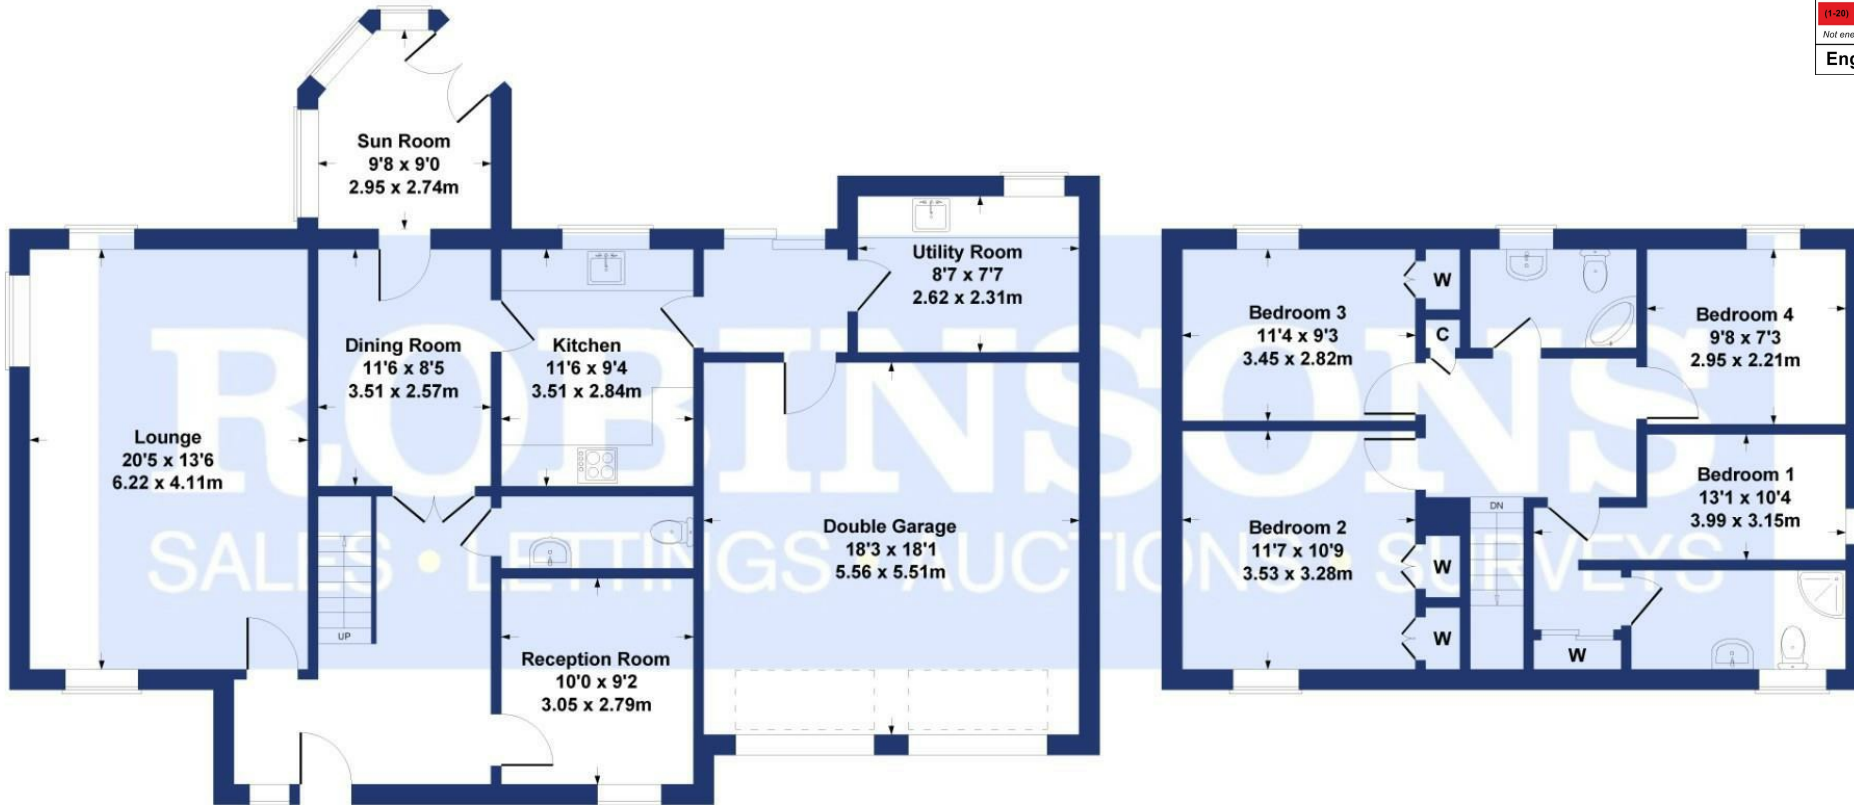 (1-20)
Not ene
Eng
Sun Room
9'8 x 9'0
2.95 x 2.74m
Utility Room
8'7 x 7'7
2.62 x 2.31m
Dining Room
11'6 x 8'5
3.51 x 2.57m
Kitchen
11'6 x 9'4
3.51 x 2.84m
Lounge
20'5 x 13'6
6.22 x 4.11m
Double Garage
18'3 x 18'1
5.56 x 5.51m
UP
Reception Room
10'0 x 9'2
3.05 x 2.79m
Bedroom 3
11'4 x 9'3
3.45 x 2.82m
W
C
Bedroom 4
9'8 x 7'3
2.95 x 2.21m
Bedroom 1
13'1 x 10'4
3.99 x 3.15m
DN
Bedroom 2
11'7 x 10'9
3.53 x 3.28m
W
W
W
ROBINSONS
SALES • LETTINGS • AUCTIONS • SURVEYS